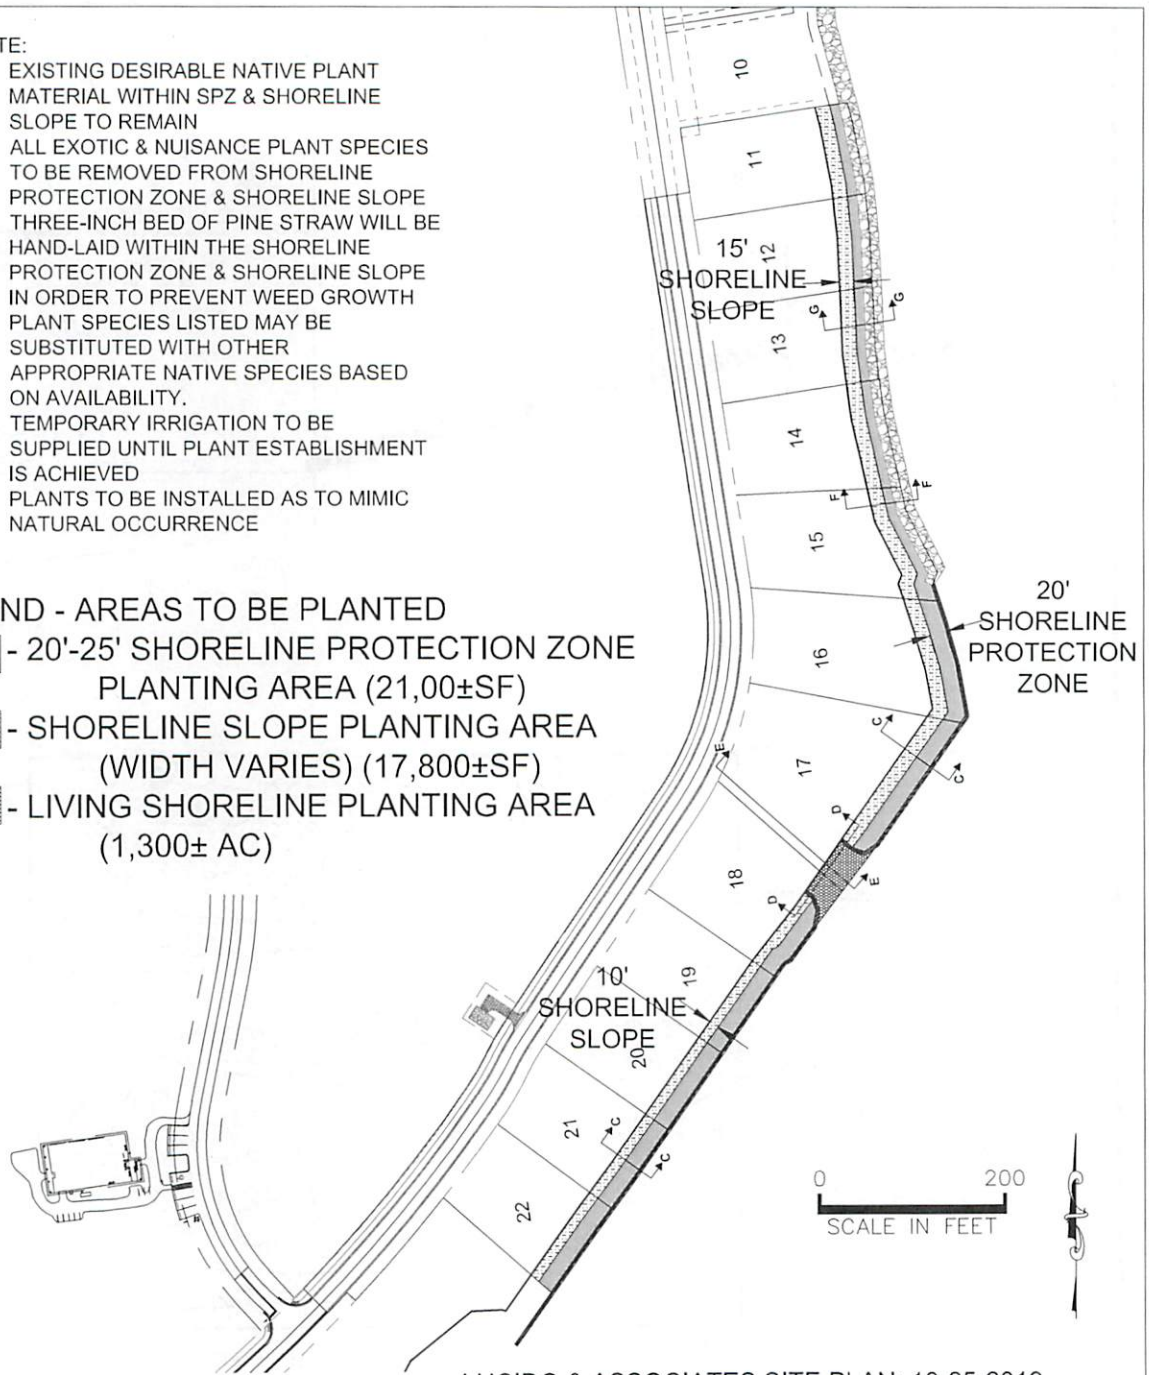 TE:
EXISTING DESIRABLE NATIVE PLANT
MATERIAL WITHIN SPZ & SHORELINE
SLOPE TO REMAIN
ALL EXOTIC & NUISANCE PLANT SPECIES
TO BE REMOVED FROM SHORELINE
PROTECTION ZONE & SHORELINE SLOPE
THREE-INCH BED OF PINE STRAW WILL BE
HAND-LAID WITHIN THE SHORELINE
PROTECTION ZONE & SHORELINE SLOPE
IN ORDER TO PREVENT WEED GROWTH
PLANT SPECIES LISTED MAY BE
SUBSTITUTED WITH OTHER
APPROPRIATE NATIVE SPECIES BASED
ON AVAILABILITY.
TEMPORARY IRRIGATION TO BE
SUPPLIED UNTIL PLANT ESTABLISHMENT
IS ACHIEVED
PLANTS TO BE INSTALLED AS TO MIMIC
NATURAL OCCURRENCE
ND - AREAS TO BE PLANTED
- 20'-25' SHORELINE PROTECTION ZONE
PLANTING AREA (21,00±SF)
- SHORELINE SLOPE PLANTING AREA
(WIDTH VARIES) (17,800±SF)
- LIVING SHORELINE PLANTING AREA
(1,300± AC)
10
11
12
15'
SHORELINE
SLOPE
G
G
13
14
F
F
15
16
20'
SHORELINE
PROTECTION
ZONE
C
C
17
E
E
D
D
18
19
10'
SHORELINE
SLOPE
20
21
C
C
22
0 200
SCALE IN FEET